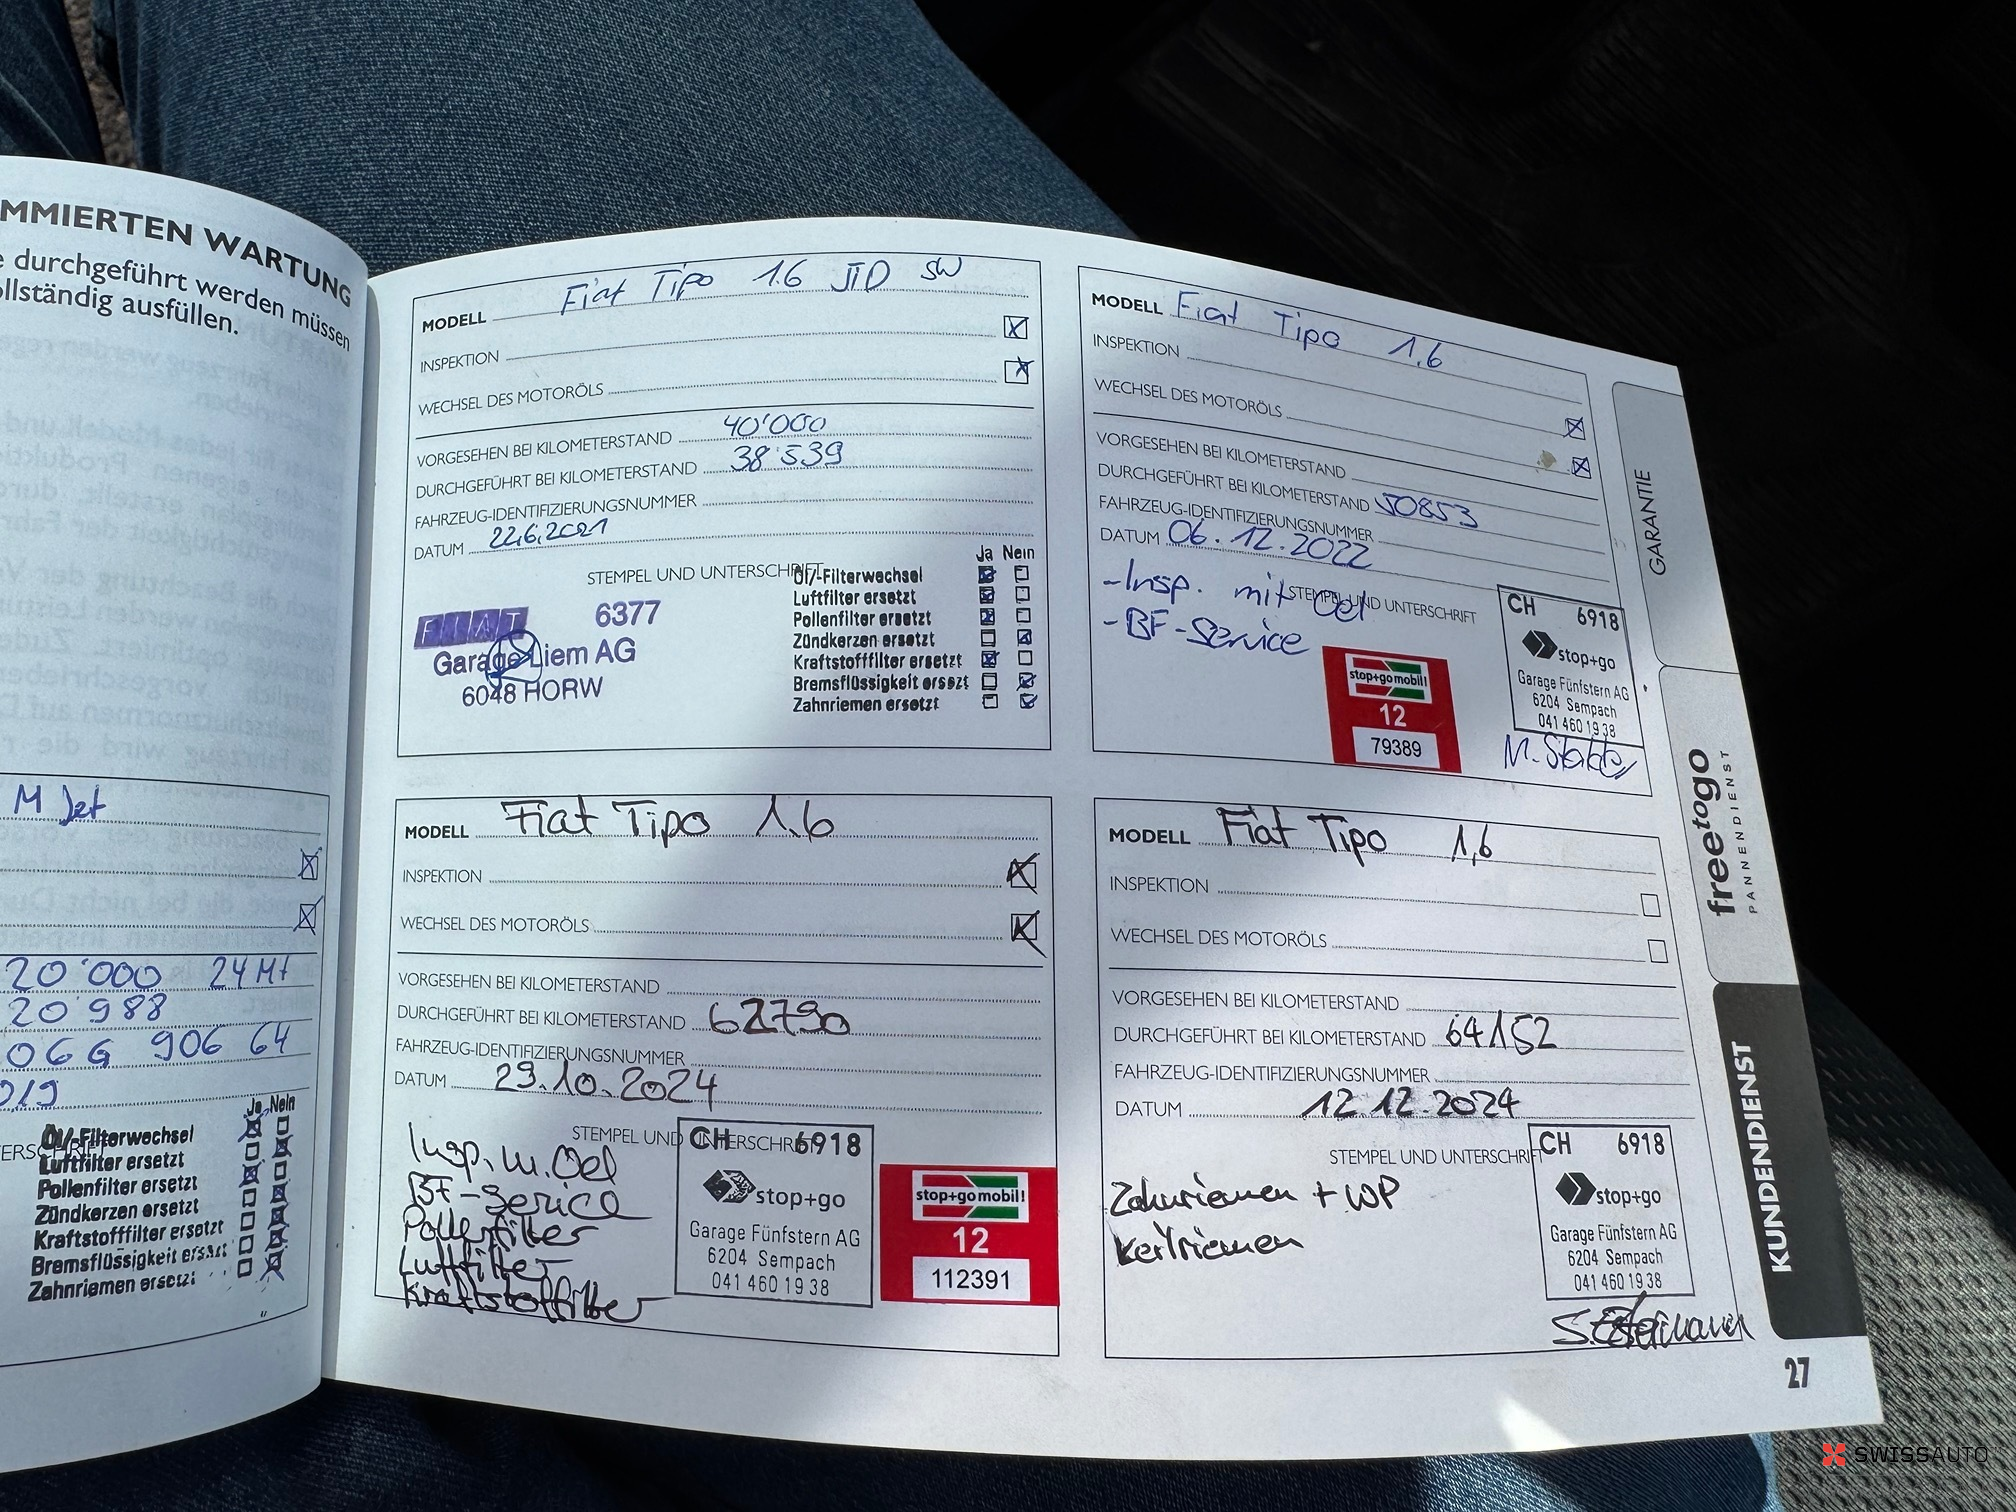 MMIERTEN WARTUNG
e durchgeführt werden müssen
ollständig ausfüllen.
M Jet
20'000 24 Mt
20'988
06G 906 64
019
Ja Nein
Öl/-Filterwechsel
Luftfilter ersetzt
Pollenfilter ersetzt
Zündkerzen ersetzt
Kraftstofffilter ersetzt
Bremsflüssigkeit erszzt
Zahnriemen ersetzt
MODELL Fiat Tipo 1.6 JTD SW
INSPEKTION
WECHSEL DES MOTORÖLS
VORGESEHEN BEI KILOMETERSTAND 40'000
DURCHGEFÜHRT BEI KILOMETERSTAND 38'539
FAHRZEUG-IDENTIFIZIERUNGSNUMMER
DATUM 22.6.2021
STEMPEL UND UNTERSCHRIFT
Ja Nein
Öl/-Filterwechsel
Luftfilter ersetzt
Pollenfilter ersetzt
Zündkerzen ersetzt
Kraftstofffilter ersetzt
Bremsflüssigkeit erszzt
Zahnriemen ersetzt
FIAT 6377
Garage Liem AG
6048 HORW
MODELL Fiat Tipo 1.6
INSPEKTION
WECHSEL DES MOTORÖLS
VORGESEHEN BEI KILOMETERSTAND
DURCHGEFÜHRT BEI KILOMETERSTAND 50853
FAHRZEUG-IDENTIFIZIERUNGSNUMMER
DATUM 06.12.2022
STEMPEL UND UNTERSCHRIFT
-Insp. mit Oel
-BF-Service
stop+go mobil!
12
79389
CH 6918
stop+go
Garage Fünfstern AG
6204 Sempach
041 460 19 38
MODELL Fiat Tipo 1.6
INSPEKTION
WECHSEL DES MOTORÖLS
VORGESEHEN BEI KILOMETERSTAND
DURCHGEFÜHRT BEI KILOMETERSTAND 62790
FAHRZEUG-IDENTIFIZIERUNGSNUMMER
DATUM 29.10.2024
STEMPEL UND UNTERSCHRIFT
Insp. m. Oel
BF-Service
Pollenfilter
Luftfilter
Kraftstofffilter
CH 6918
stop+go
Garage Fünfstern AG
6204 Sempach
041 460 19 38
stop+go mobil!
12
112391
MODELL Fiat Tipo 1,6
INSPEKTION
WECHSEL DES MOTORÖLS
VORGESEHEN BEI KILOMETERSTAND
DURCHGEFÜHRT BEI KILOMETERSTAND 64152
FAHRZEUG-IDENTIFIZIERUNGSNUMMER
DATUM 12.12.2024
STEMPEL UND UNTERSCHRIFT
Zahnriemen + WP
Keilriemen
CH 6918
stop+go
Garage Fünfstern AG
6204 Sempach
041 460 19 38
GARANTIE
freetogo
PANNENDIENST
KUNDENDIENST
27
SWISSAUTO